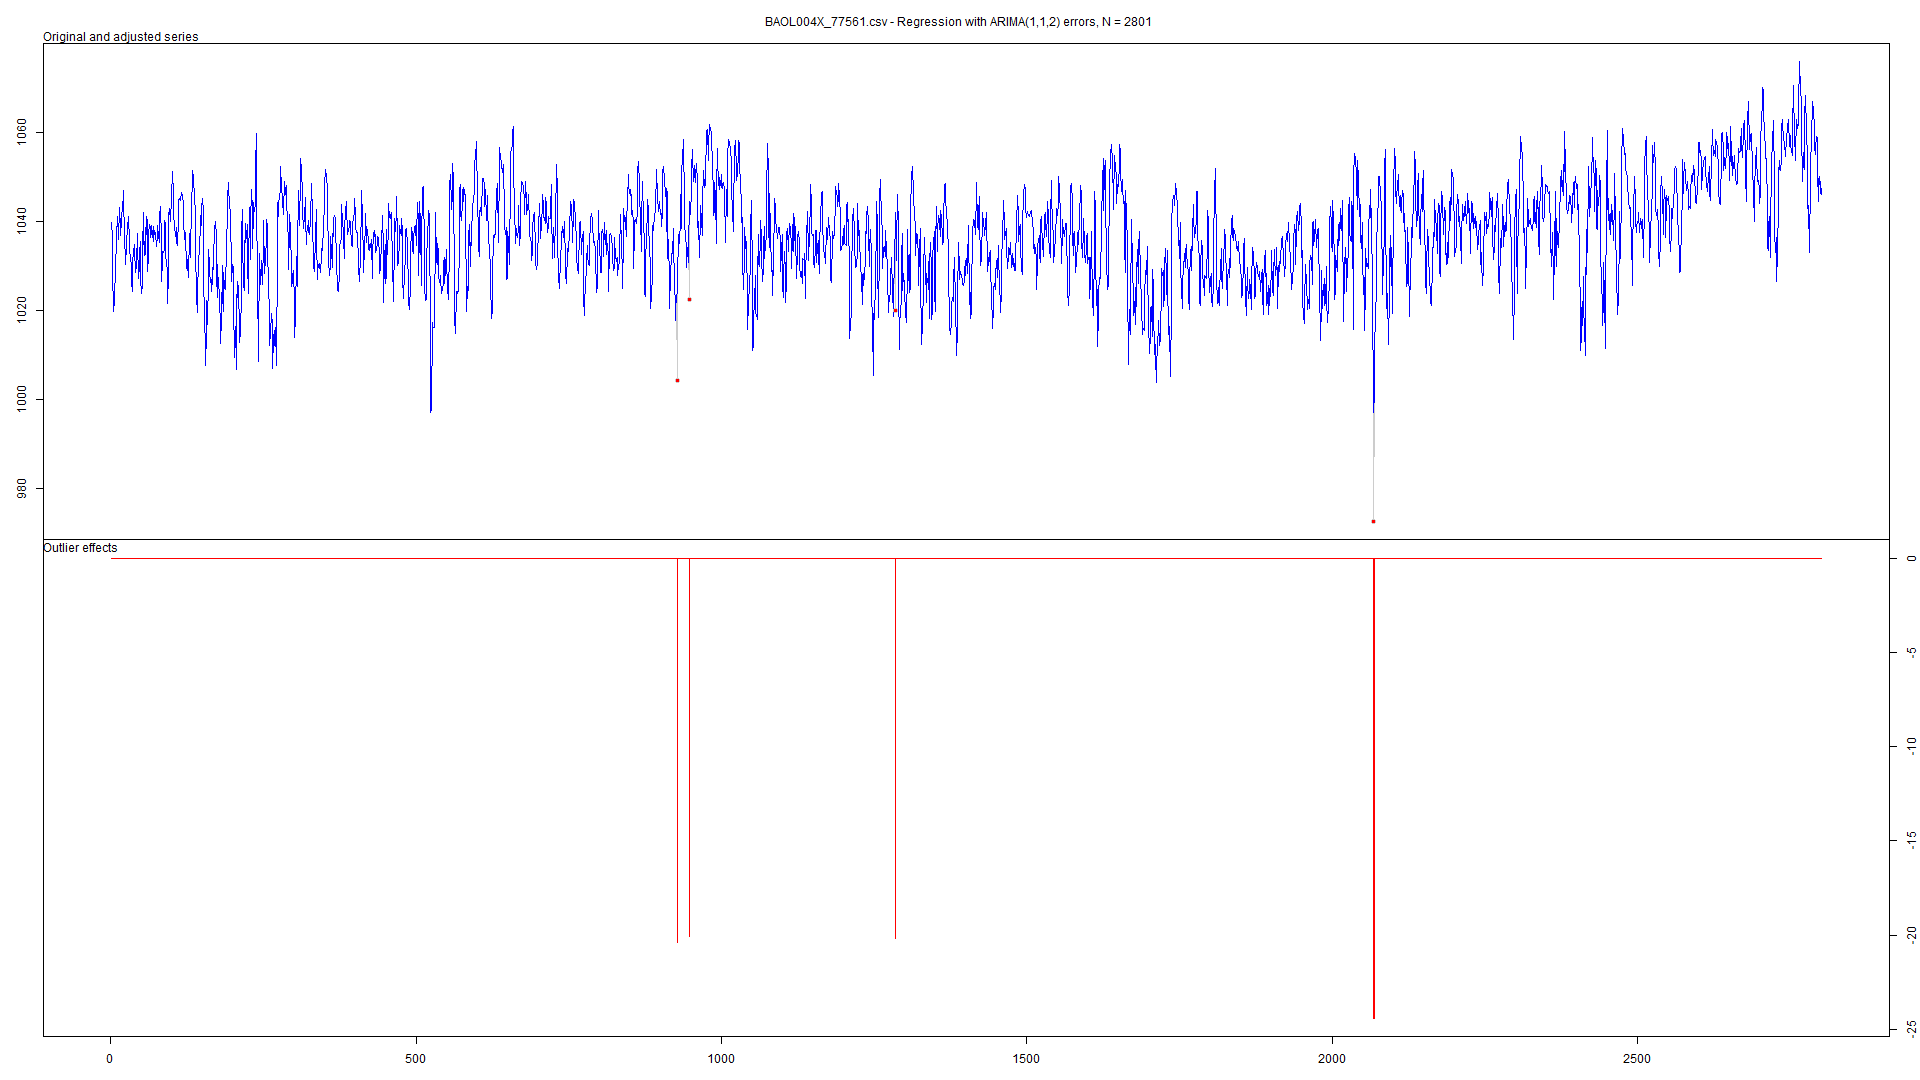 BAOL004X_77561.csv - Regression with ARIMA(1,1,2) errors, N = 2801
Original and adjusted series
1060
1040
1020
1000
980
Outlier effects
0
-5
-10
-15
-20
-25
0 500 1000 1500 2000 2500